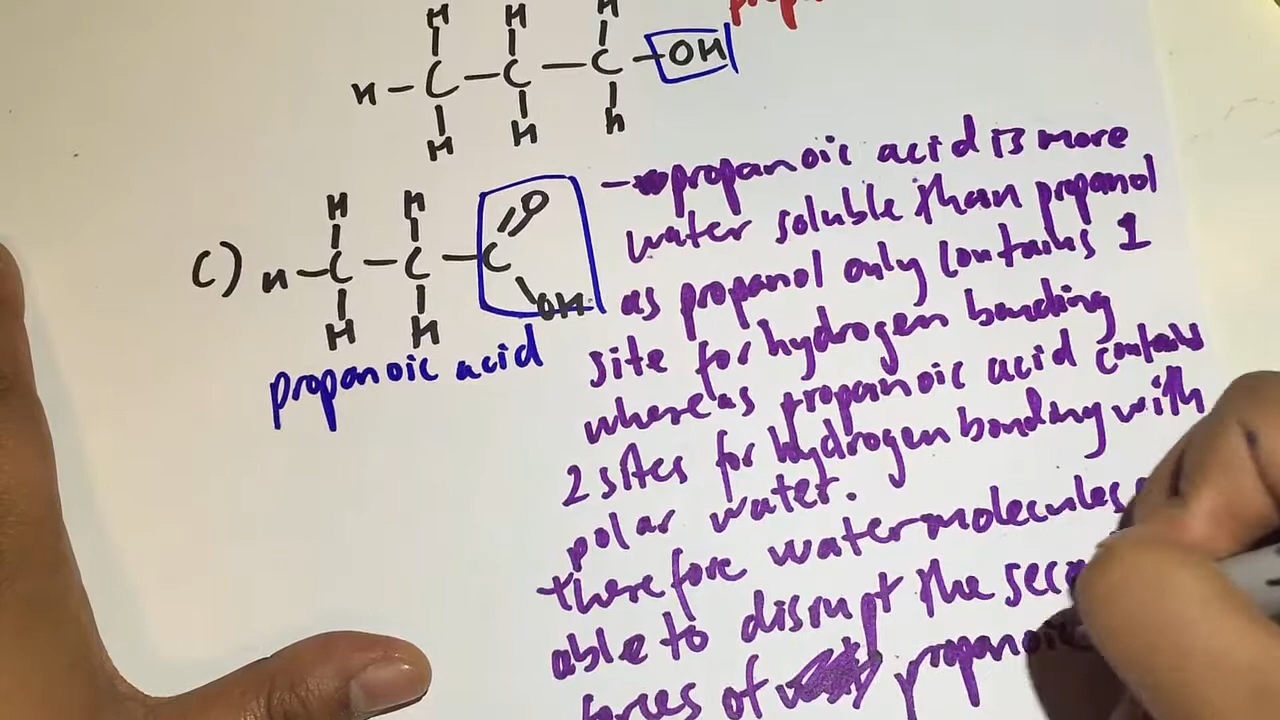 H H H
H-C-C-C-OH
H H H
-propanoic acid is more
water soluble than propanol
as propanol only contains 1
site for hydrogen bonding
whereas propanoic acid contains
2 sites for hydrogen bonding with
polar water.
therefore water molecules
able to disrupt the
forces of propanoic
C) H-C-C-C=O
H H OH
H H
propanoic acid